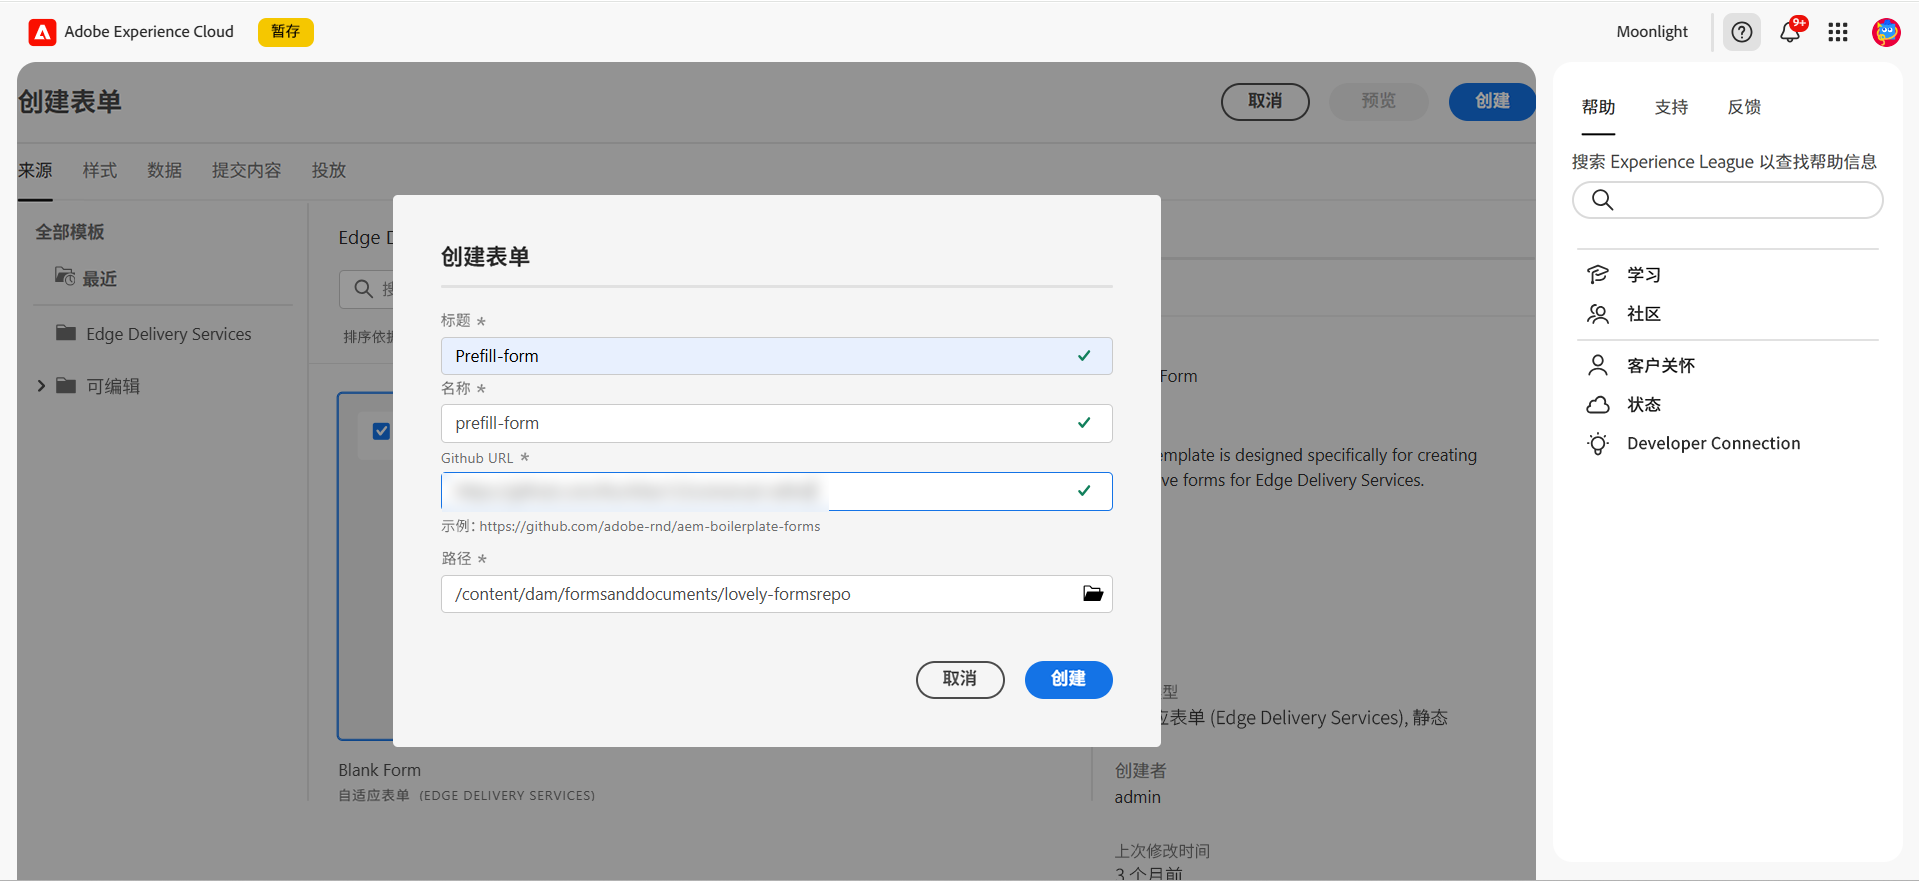 Adobe Experience Cloud
暂存
Moonlight
9+
创建表单
取消
预览
创建
来源
样式
数据
提交内容
投放
全部模板
最近
Edge Delivery Services
可编辑
Edge
排序依
创建表单
标题 *
Prefill-form
名称 *
prefill-form
Github URL *
示例：https://github.com/adobe-rnd/aem-boilerplate-forms
路径 *
/content/dam/formsanddocuments/lovely-formsrepo
取消
创建
Form
template is designed specifically for creating
ve forms for Edge Delivery Services.
型
应表单 (Edge Delivery Services), 静态
Blank Form
自适应表单 (EDGE DELIVERY SERVICES)
创建者
admin
上次修改时间
3 个月前
帮助
支持
反馈
搜索 Experience League 以查找帮助信息
学习
社区
客户关怀
状态
Developer Connection